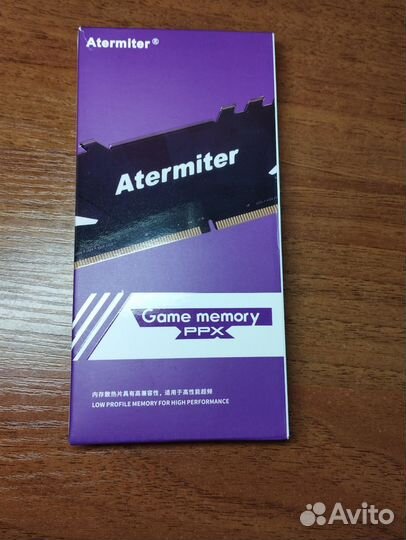 Atermiter®
Atermiter
Game memory
PPX
内存散热片具有高兼容性，适用于高性能超频
LOW PROFILE MEMORY FOR HIGH PERFORMANCE
Avito